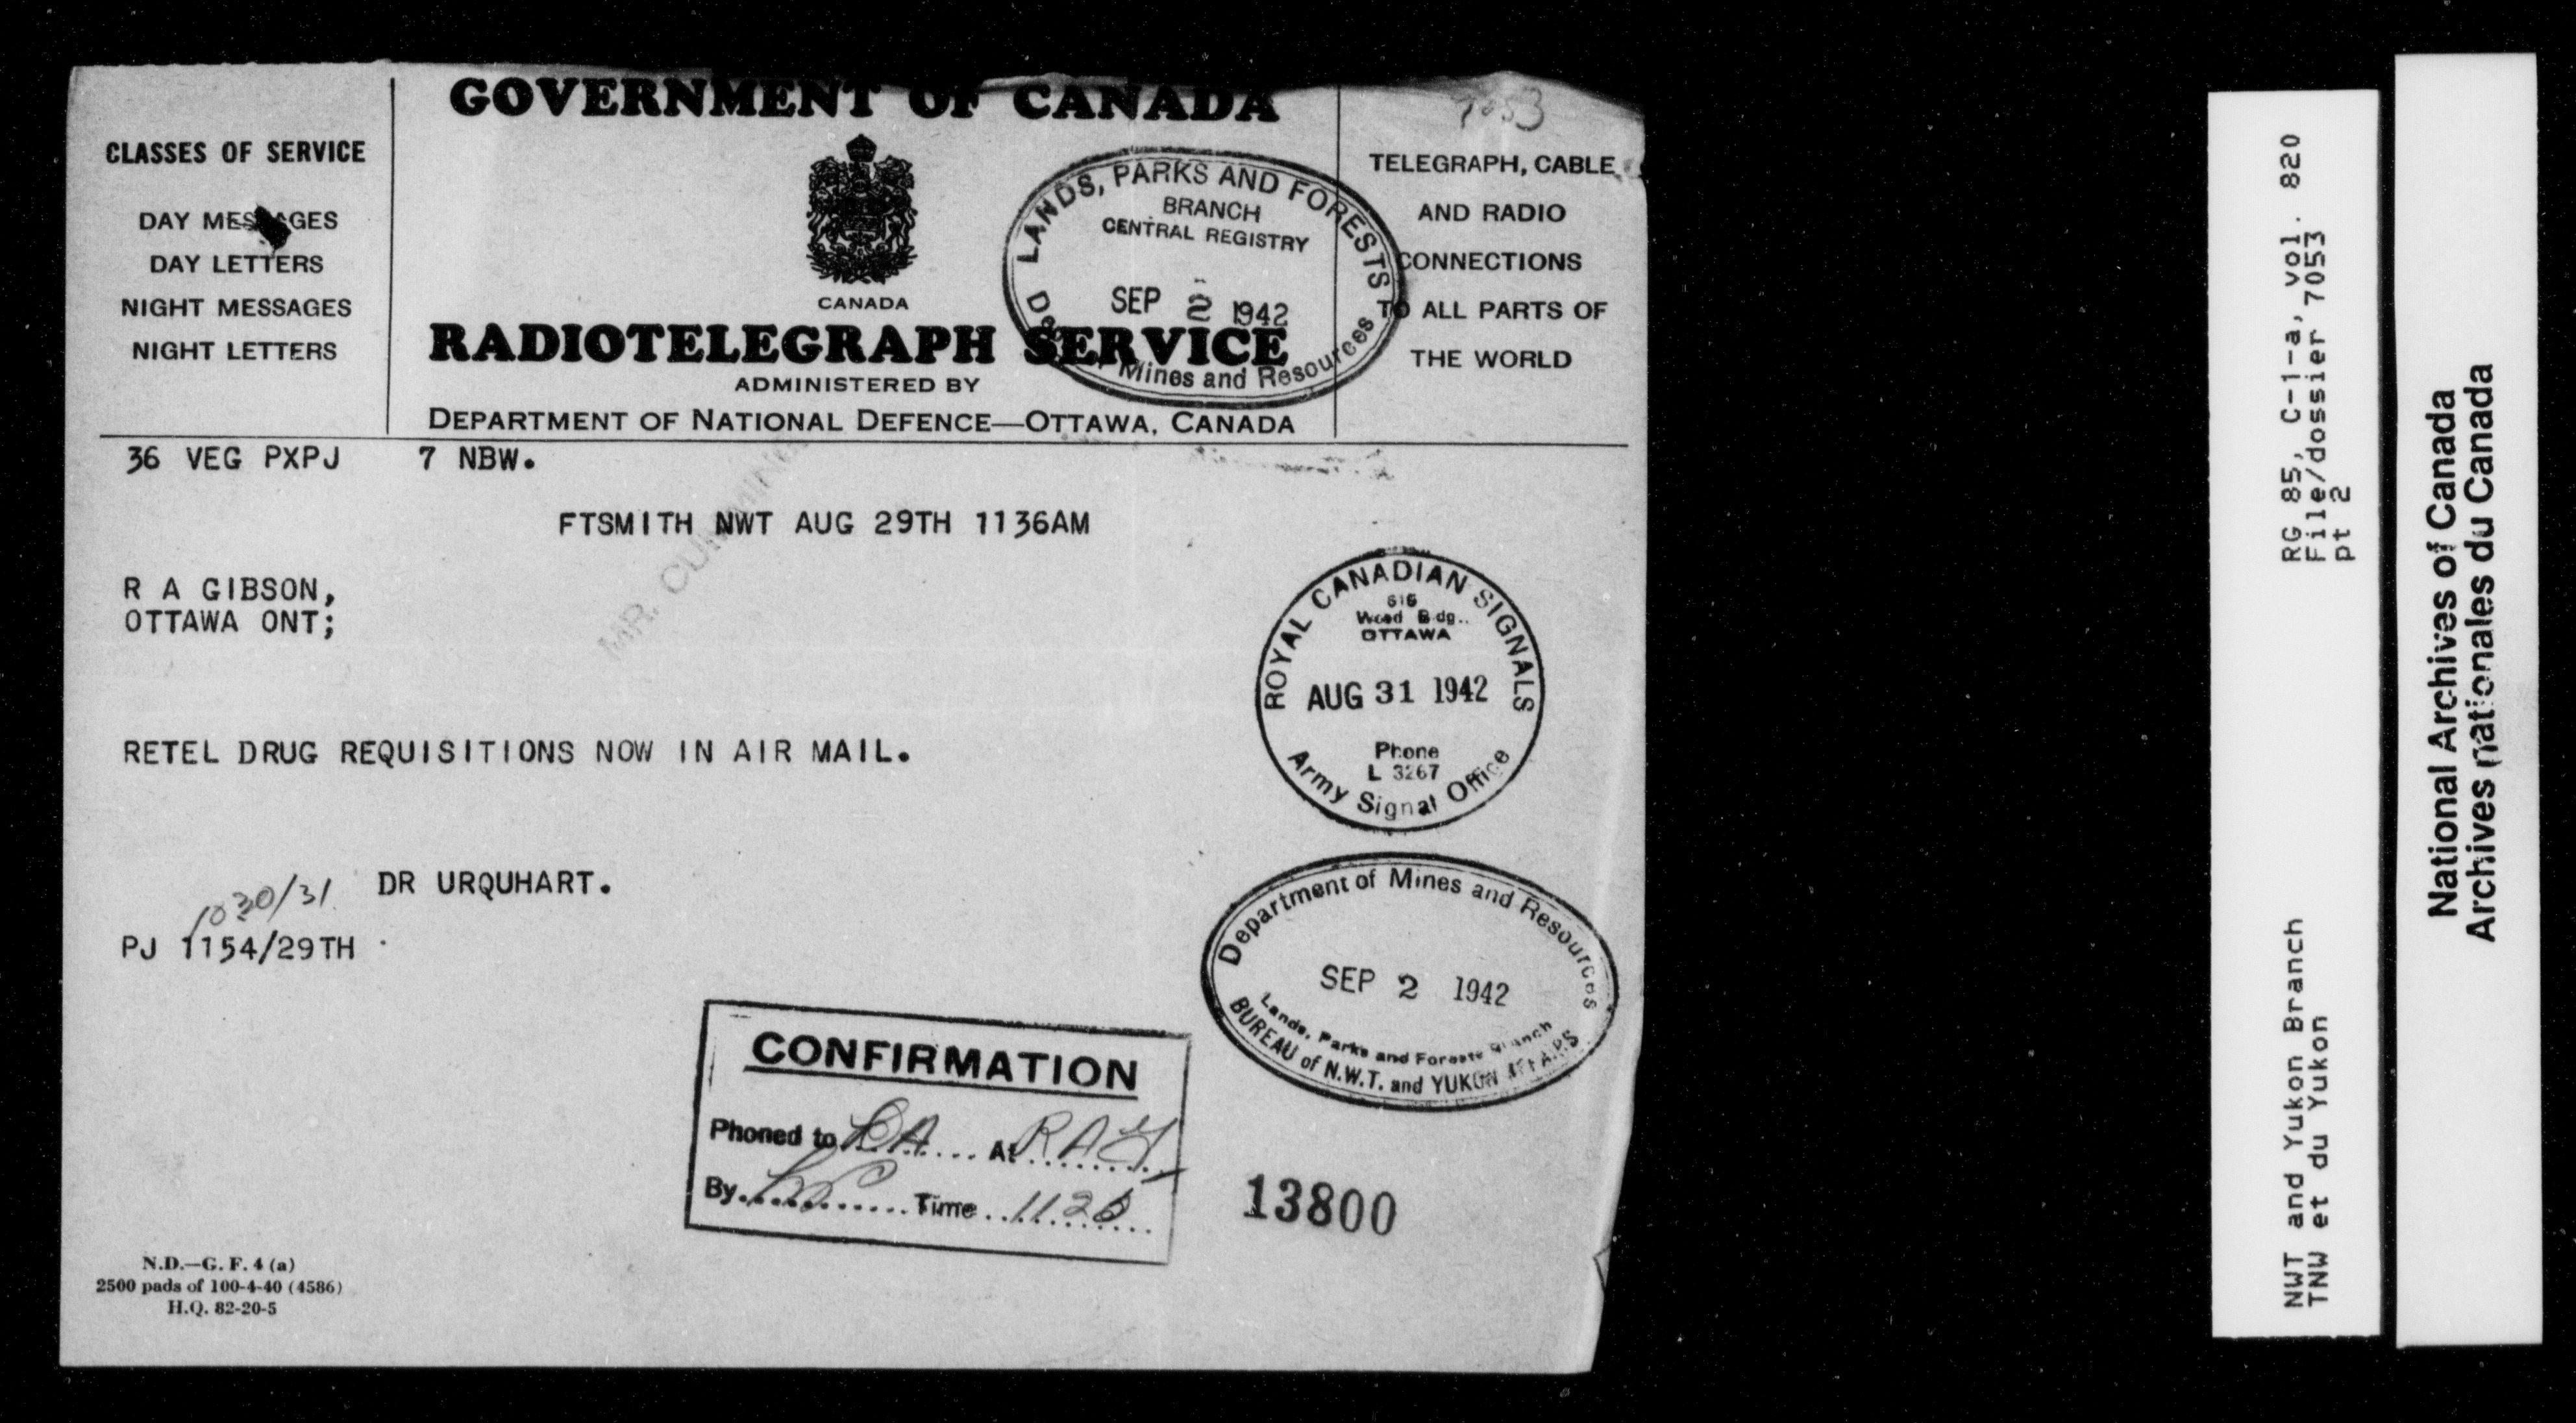 GOVERNMENT OF CANADA
7053
CLASSES OF SERVICE
DAY MESSAGES
DAY LETTERS
NIGHT MESSAGES
NIGHT LETTERS
CANADA
RADIOTELEGRAPH SERVICE
ADMINISTERED BY
DEPARTMENT OF NATIONAL DEFENCE—OTTAWA, CANADA
TELEGRAPH, CABLE
AND RADIO
CONNECTIONS
TO ALL PARTS OF
THE WORLD
LANDS, PARKS AND FORESTS
BRANCH
CENTRAL REGISTRY
SEP 2 1942
Mines and Resources
36 VEG PXPJ 7 NBW.
FTSMITH NWT AUG 29TH 1136AM
MR. CUMMING
R A GIBSON,
OTTAWA ONT;
ROYAL CANADIAN SIGNALS
OTTAWA
AUG 31 1942
Phone
L 3267
Army Signal Office
RETEL DRUG REQUISITIONS NOW IN AIR MAIL.
DR URQUHART.
1030/31
PJ 1154/29TH
Department of Mines and Resources
SEP 2 1942
Lands, Parks and Forests Branch
BUREAU of N.W.T. and YUKON AFFAIRS
CONFIRMATION
Phoned to At RAG
By Time 1126
13800
N.D.—G. F. 4 (a)
2500 pads of 100-4-40 (4586)
H.Q. 82-20-5
RG 85, C-1-a, vol. 820
File/dossier 7053
pt 2
NWT and Yukon Branch
TNW et du Yukon
National Archives of Canada
Archives nationales du Canada